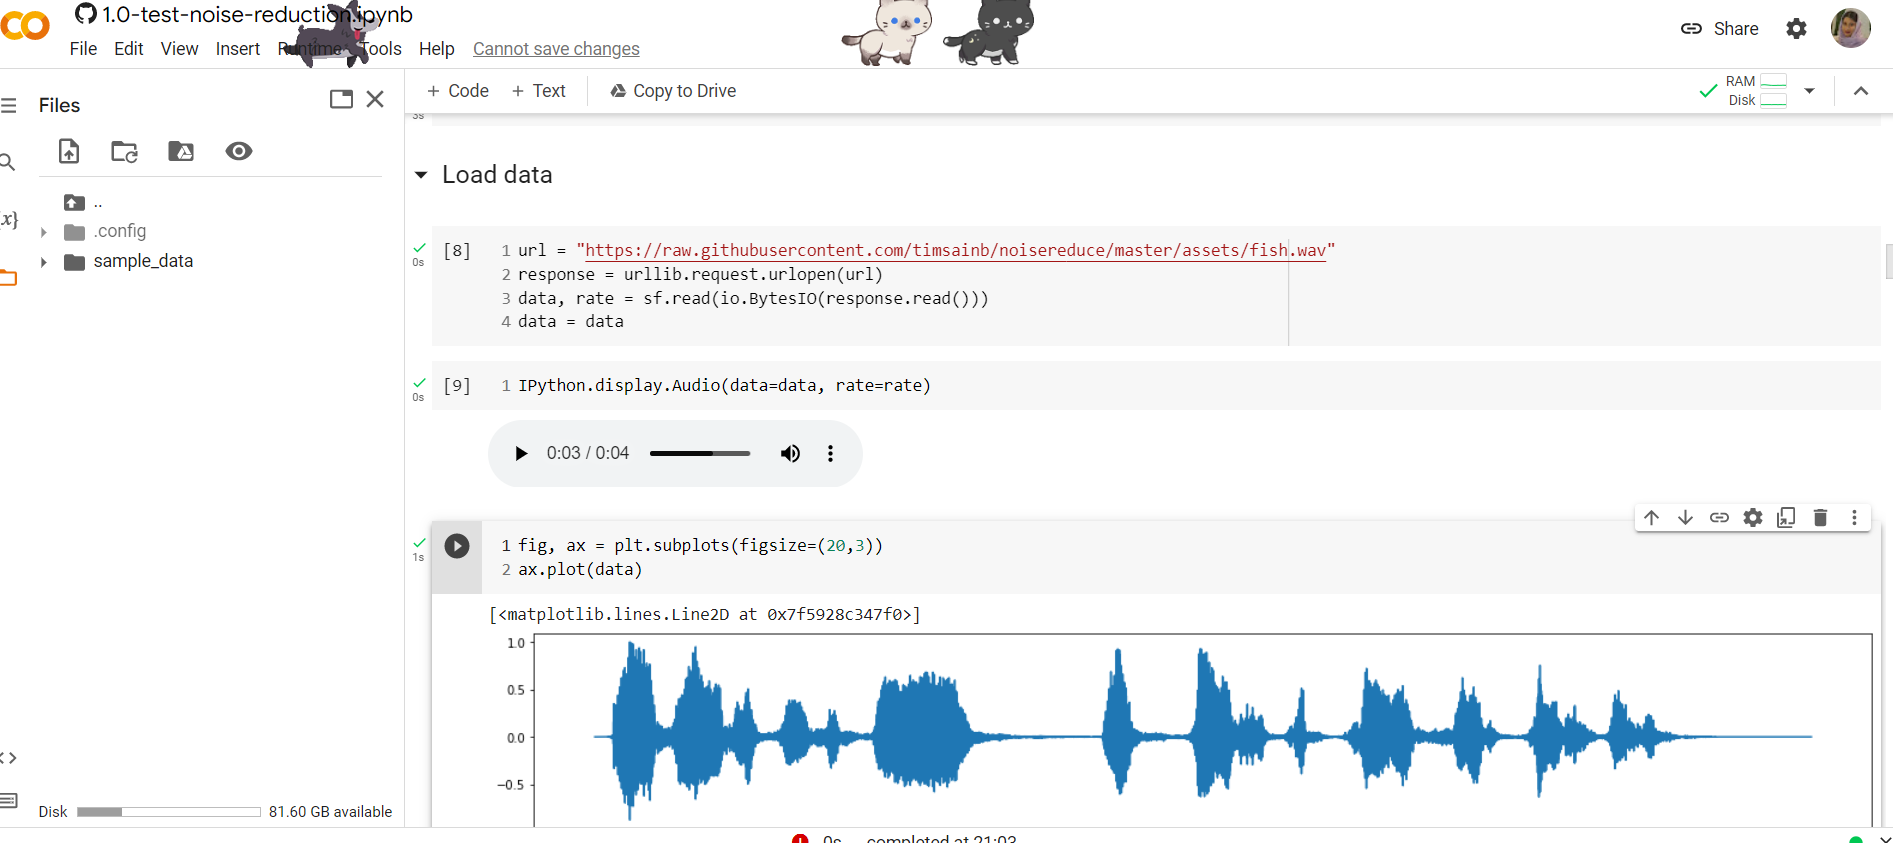 1.0-test-noise-reduction.ipynb
File Edit View Insert Runtime Tools Help Cannot save changes
Share
Files
+ Code + Text Copy to Drive
RAM
Disk
3s
..
.config
sample_data
{x}
Load data
[8]
0s
1 url = "https://raw.githubusercontent.com/timsainb/noisereduce/master/assets/fish.wav"
2 response = urllib.request.urlopen(url)
3 data, rate = sf.read(io.BytesIO(response.read()))
4 data = data
[9]
0s
1 IPython.display.Audio(data=data, rate=rate)
0:03 / 0:04
1s
1 fig, ax = plt.subplots(figsize=(20,3))
2 ax.plot(data)
[<matplotlib.lines.Line2D at 0x7f5928c347f0>]
1.0
0.5
0.0
−0.5
Disk 81.60 GB available
0s completed at 21:03